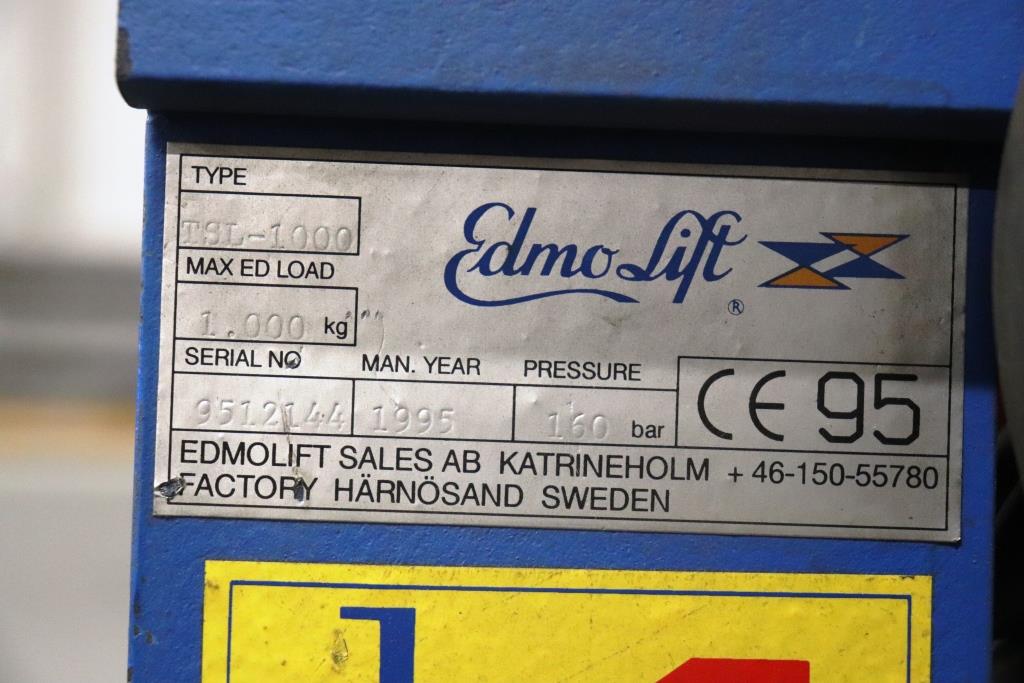 TYPE
TSL-1000
Edmo Lift ®
MAX ED LOAD
1.000 kg
SERIAL NO MAN. YEAR PRESSURE
9512144 1995 160 bar CE 95
EDMOLIFT SALES AB KATRINEHOLM + 46-150-55780
FACTORY HÄRNÖSAND SWEDEN